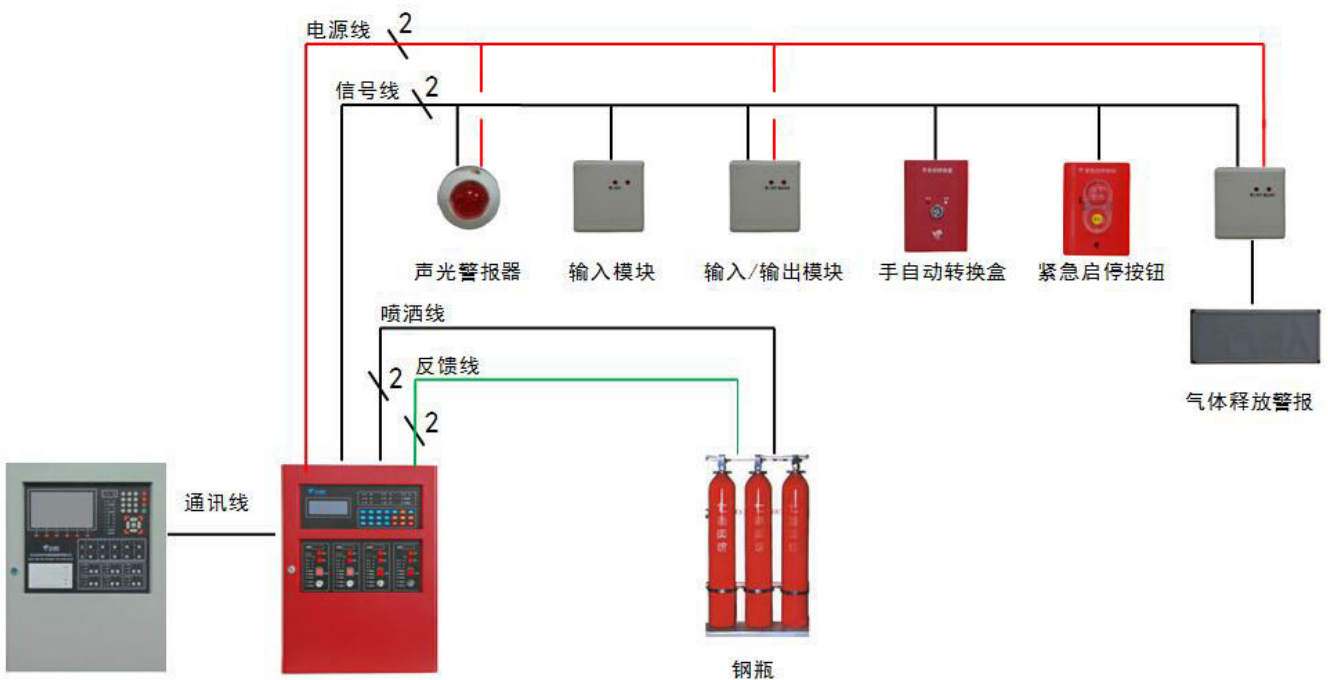 电源线 2
信号线 2
声光警报器
输入模块
输入/输出模块
手自动转换盒
紧急启停按钮
喷洒线
反馈线
2
2
气体释放警报
通讯线
钢瓶